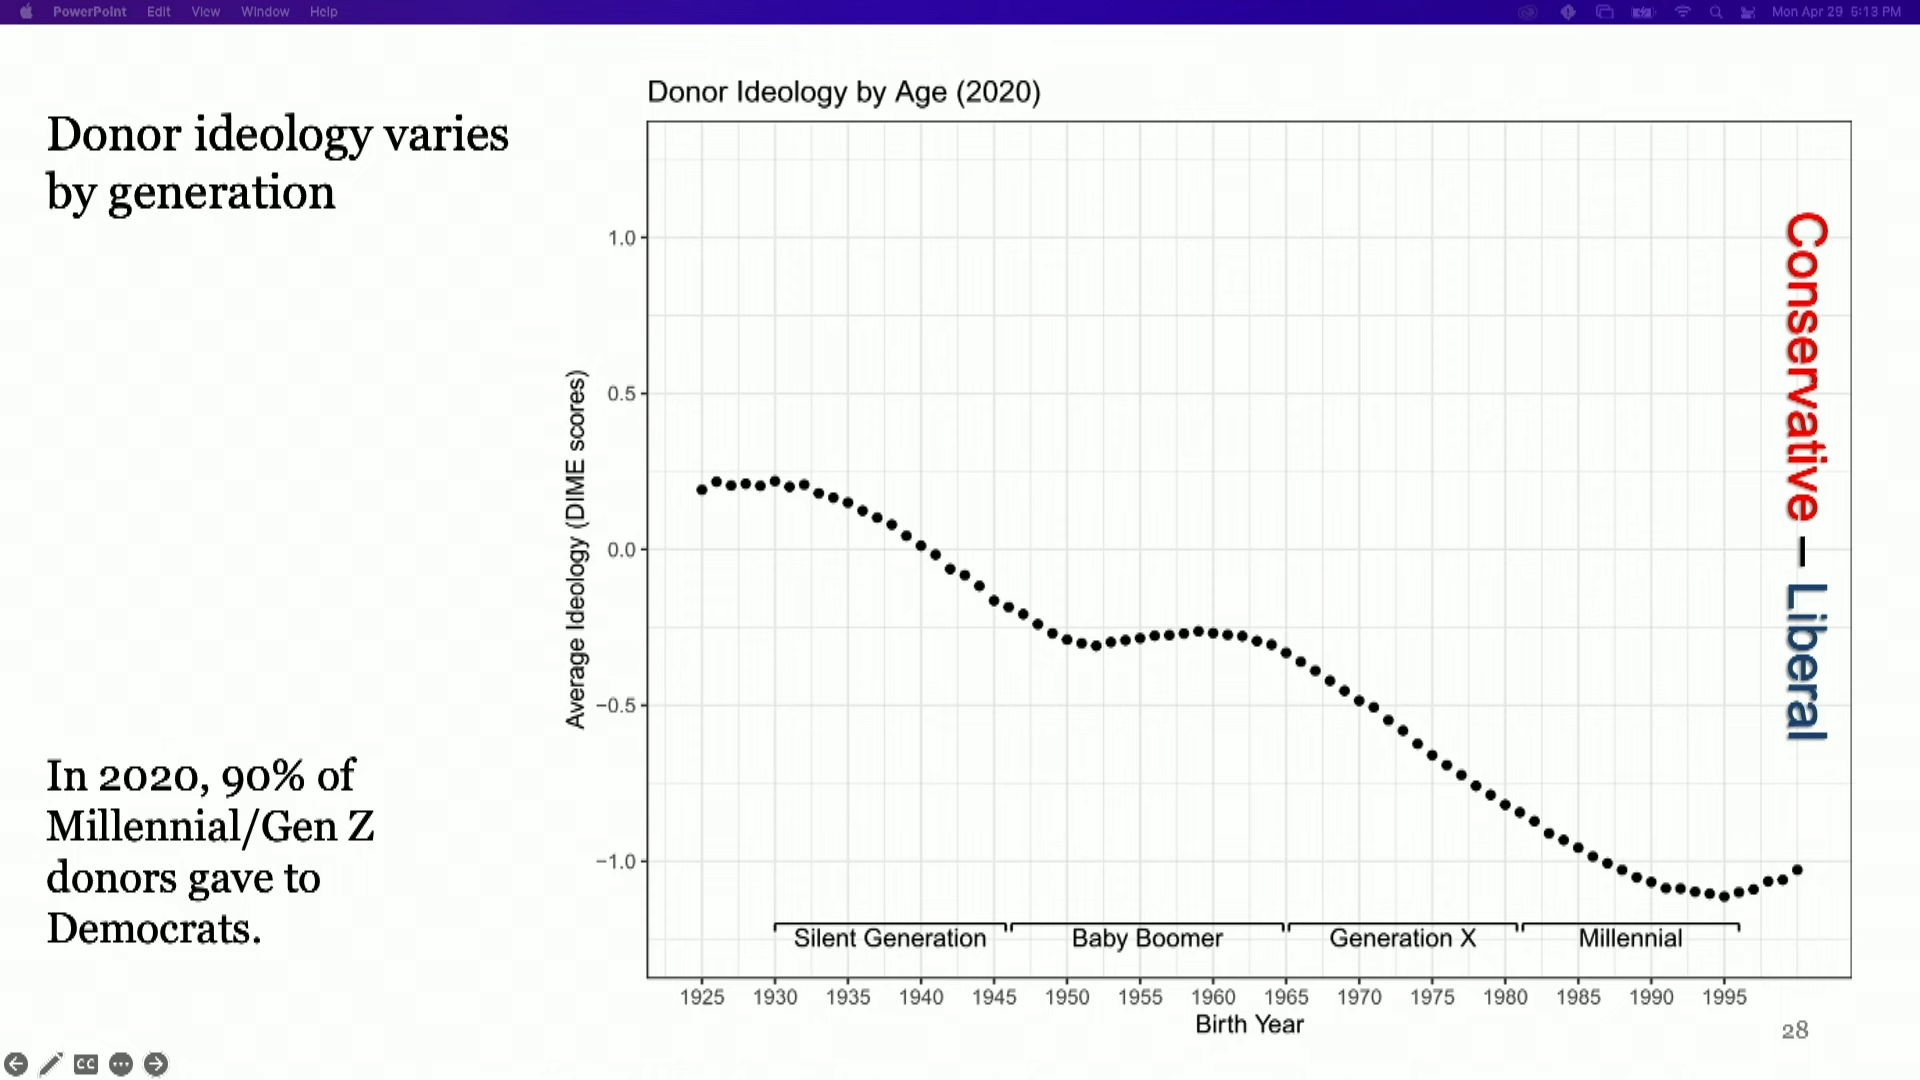 PowerPoint Edit View Window Help
Mon Apr 29 5:13 PM
Donor ideology varies
by generation
In 2020, 90% of
Millennial/Gen Z
donors gave to
Democrats.
Donor Ideology by Age (2020)
Average Ideology (DIME scores)
1.0
0.5
0.0
−0.5
−1.0
Conservative – Liberal
Silent Generation Baby Boomer Generation X Millennial
1925 1930 1935 1940 1945 1950 1955 1960 1965 1970 1975 1980 1985 1990 1995
Birth Year
28
CC